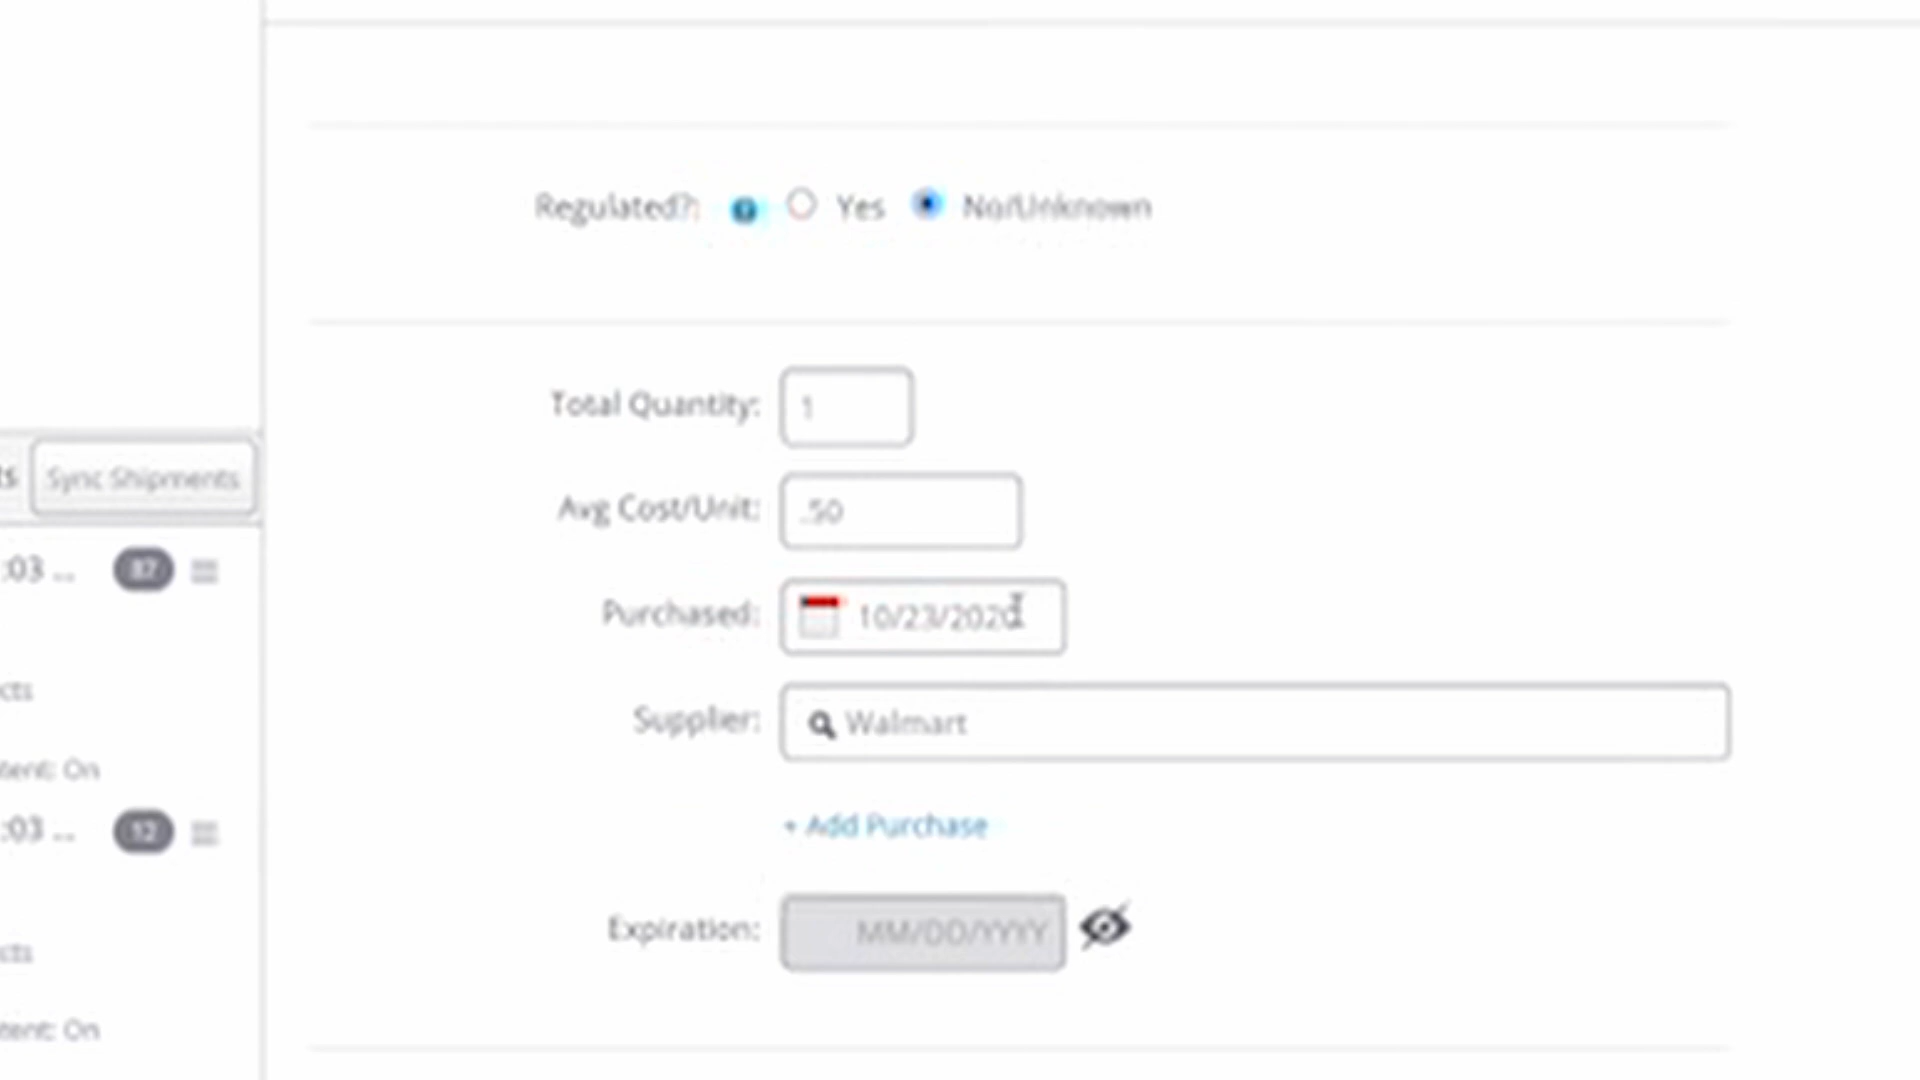 Regulated?: Yes No/Unknown
Total Quantity: 1
ts Sync Shipments
Avg Cost/Unit: .50
:03 ... 87
Purchased: 10/23/2020
cts
Supplier: Walmart
tent: On
:03 ... 12
+ Add Purchase
Expiration: MM/DD/YYYY
cts
tent: On